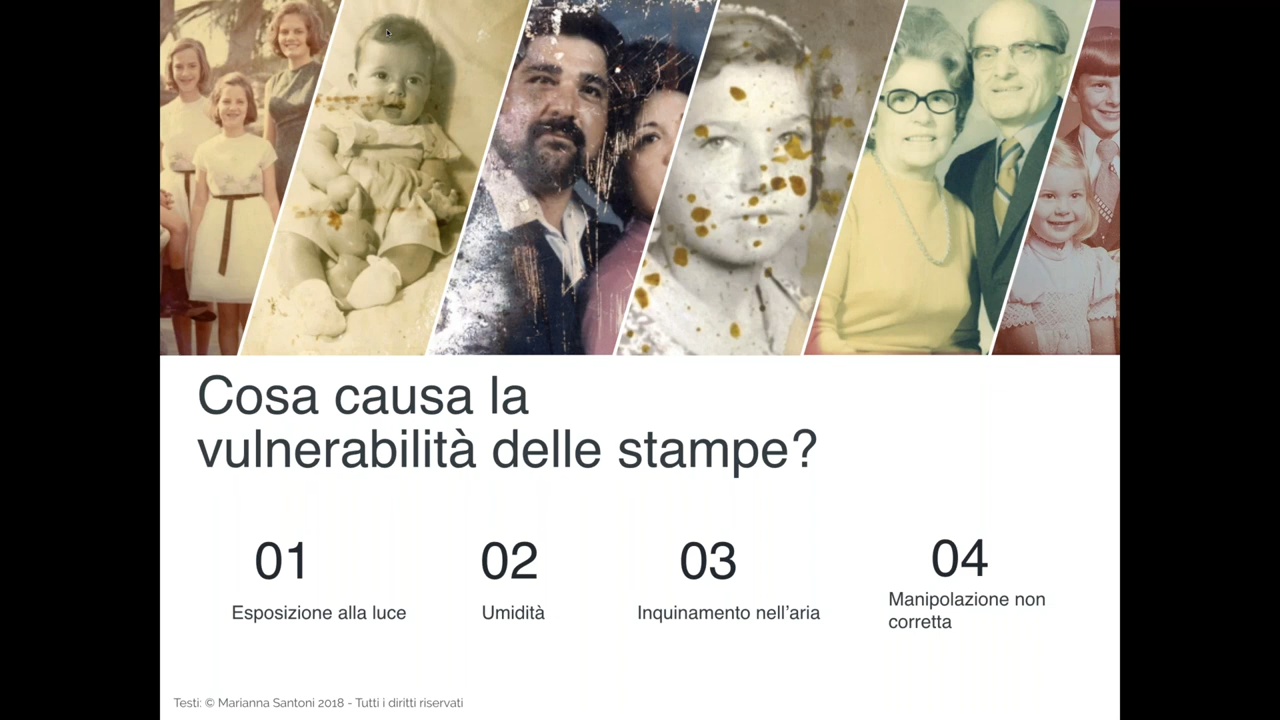 Cosa causa la
vulnerabilità delle stampe?
01
Esposizione alla luce
02
Umidità
03
Inquinamento nell’aria
04
Manipolazione non
corretta
Testi: © Marianna Santoni 2018 - Tutti i diritti riservati